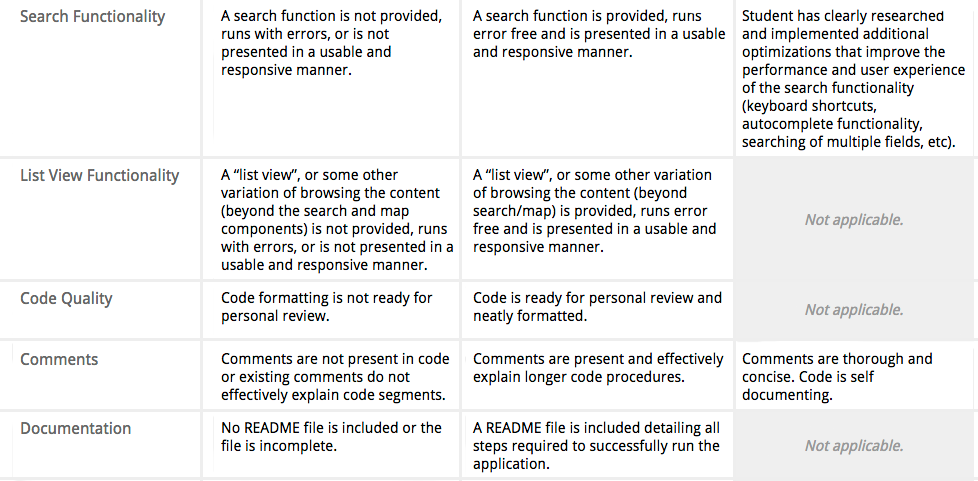 Search Functionality
A search function is not provided,
runs with errors, or is not
presented in a usable and
responsive manner.
A search function is provided, runs
error free and is presented in a usable
and responsive manner.
Student has clearly researched
and implemented additional
optimizations that improve the
performance and user experience
of the search functionality
(keyboard shortcuts,
autocomplete functionality,
searching of multiple fields, etc).
List View Functionality
A “list view”, or some other
variation of browsing the content
(beyond the search and map
components) is not provided, runs
with errors, or is not presented in a
usable and responsive manner.
A “list view”, or some other variation
of browsing the content (beyond
search/map) is provided, runs error
free and is presented in a usable and
responsive manner.
Not applicable.
Code Quality
Code formatting is not ready for
personal review.
Code is ready for personal review and
neatly formatted.
Not applicable.
Comments
Comments are not present in code
or existing comments do not
effectively explain code segments.
Comments are present and effectively
explain longer code procedures.
Comments are thorough and
concise. Code is self
documenting.
Documentation
No README file is included or the
file is incomplete.
A README file is included detailing all
steps required to successfully run the
application.
Not applicable.